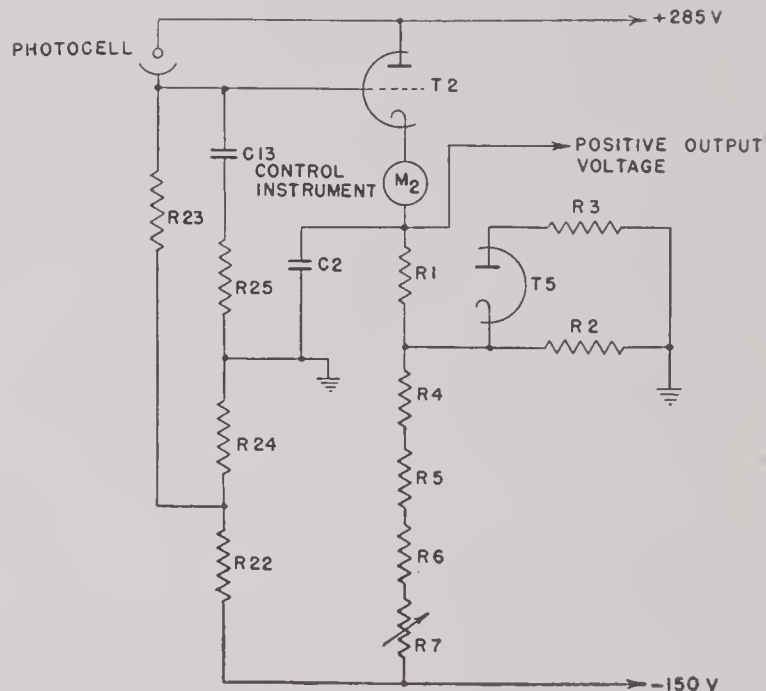 +285 V
PHOTOCELL
T2
C13
CONTROL
INSTRUMENT
M2
POSITIVE OUTPUT
VOLTAGE
R23
R3
C2
R1
T5
R25
R2
R4
R24
R5
R22
R6
R7
-150 V